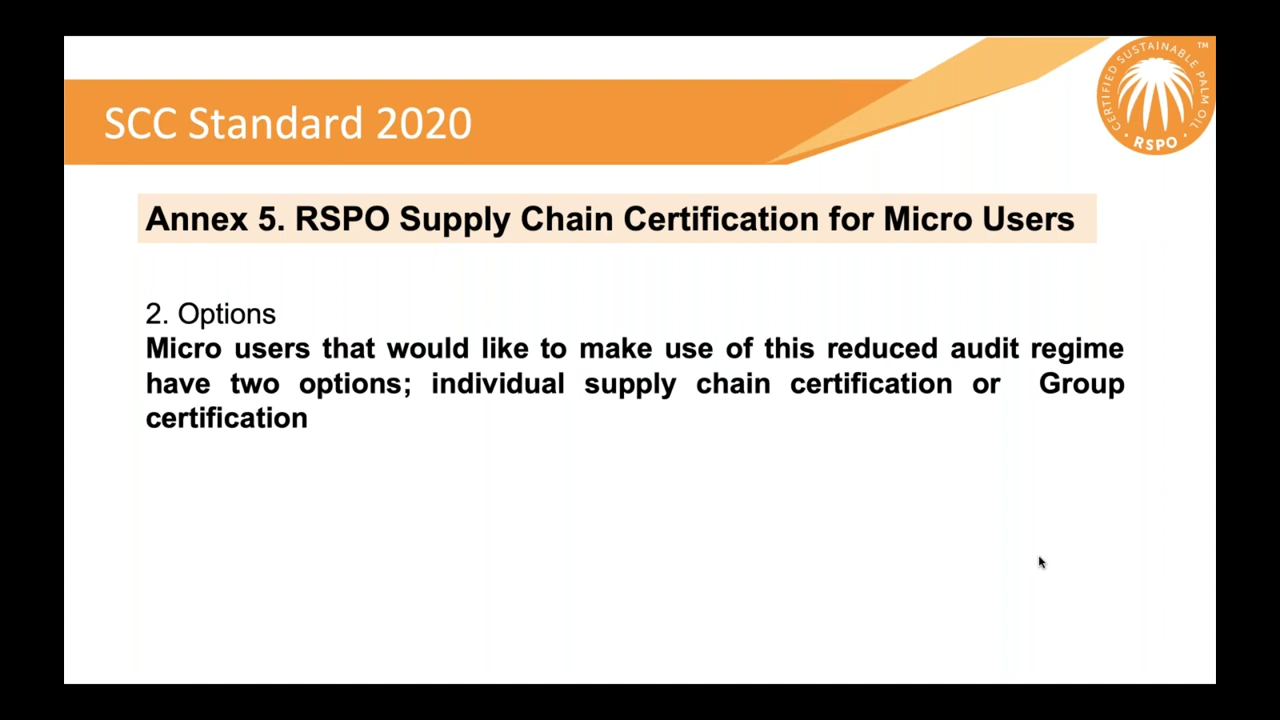 SCC Standard 2020
CERTIFIED SUSTAINABLE PALM OIL
TM
RSPO
Annex 5. RSPO Supply Chain Certification for Micro Users
2. Options
Micro users that would like to make use of this reduced audit regime
have two options; individual supply chain certification or Group
certification